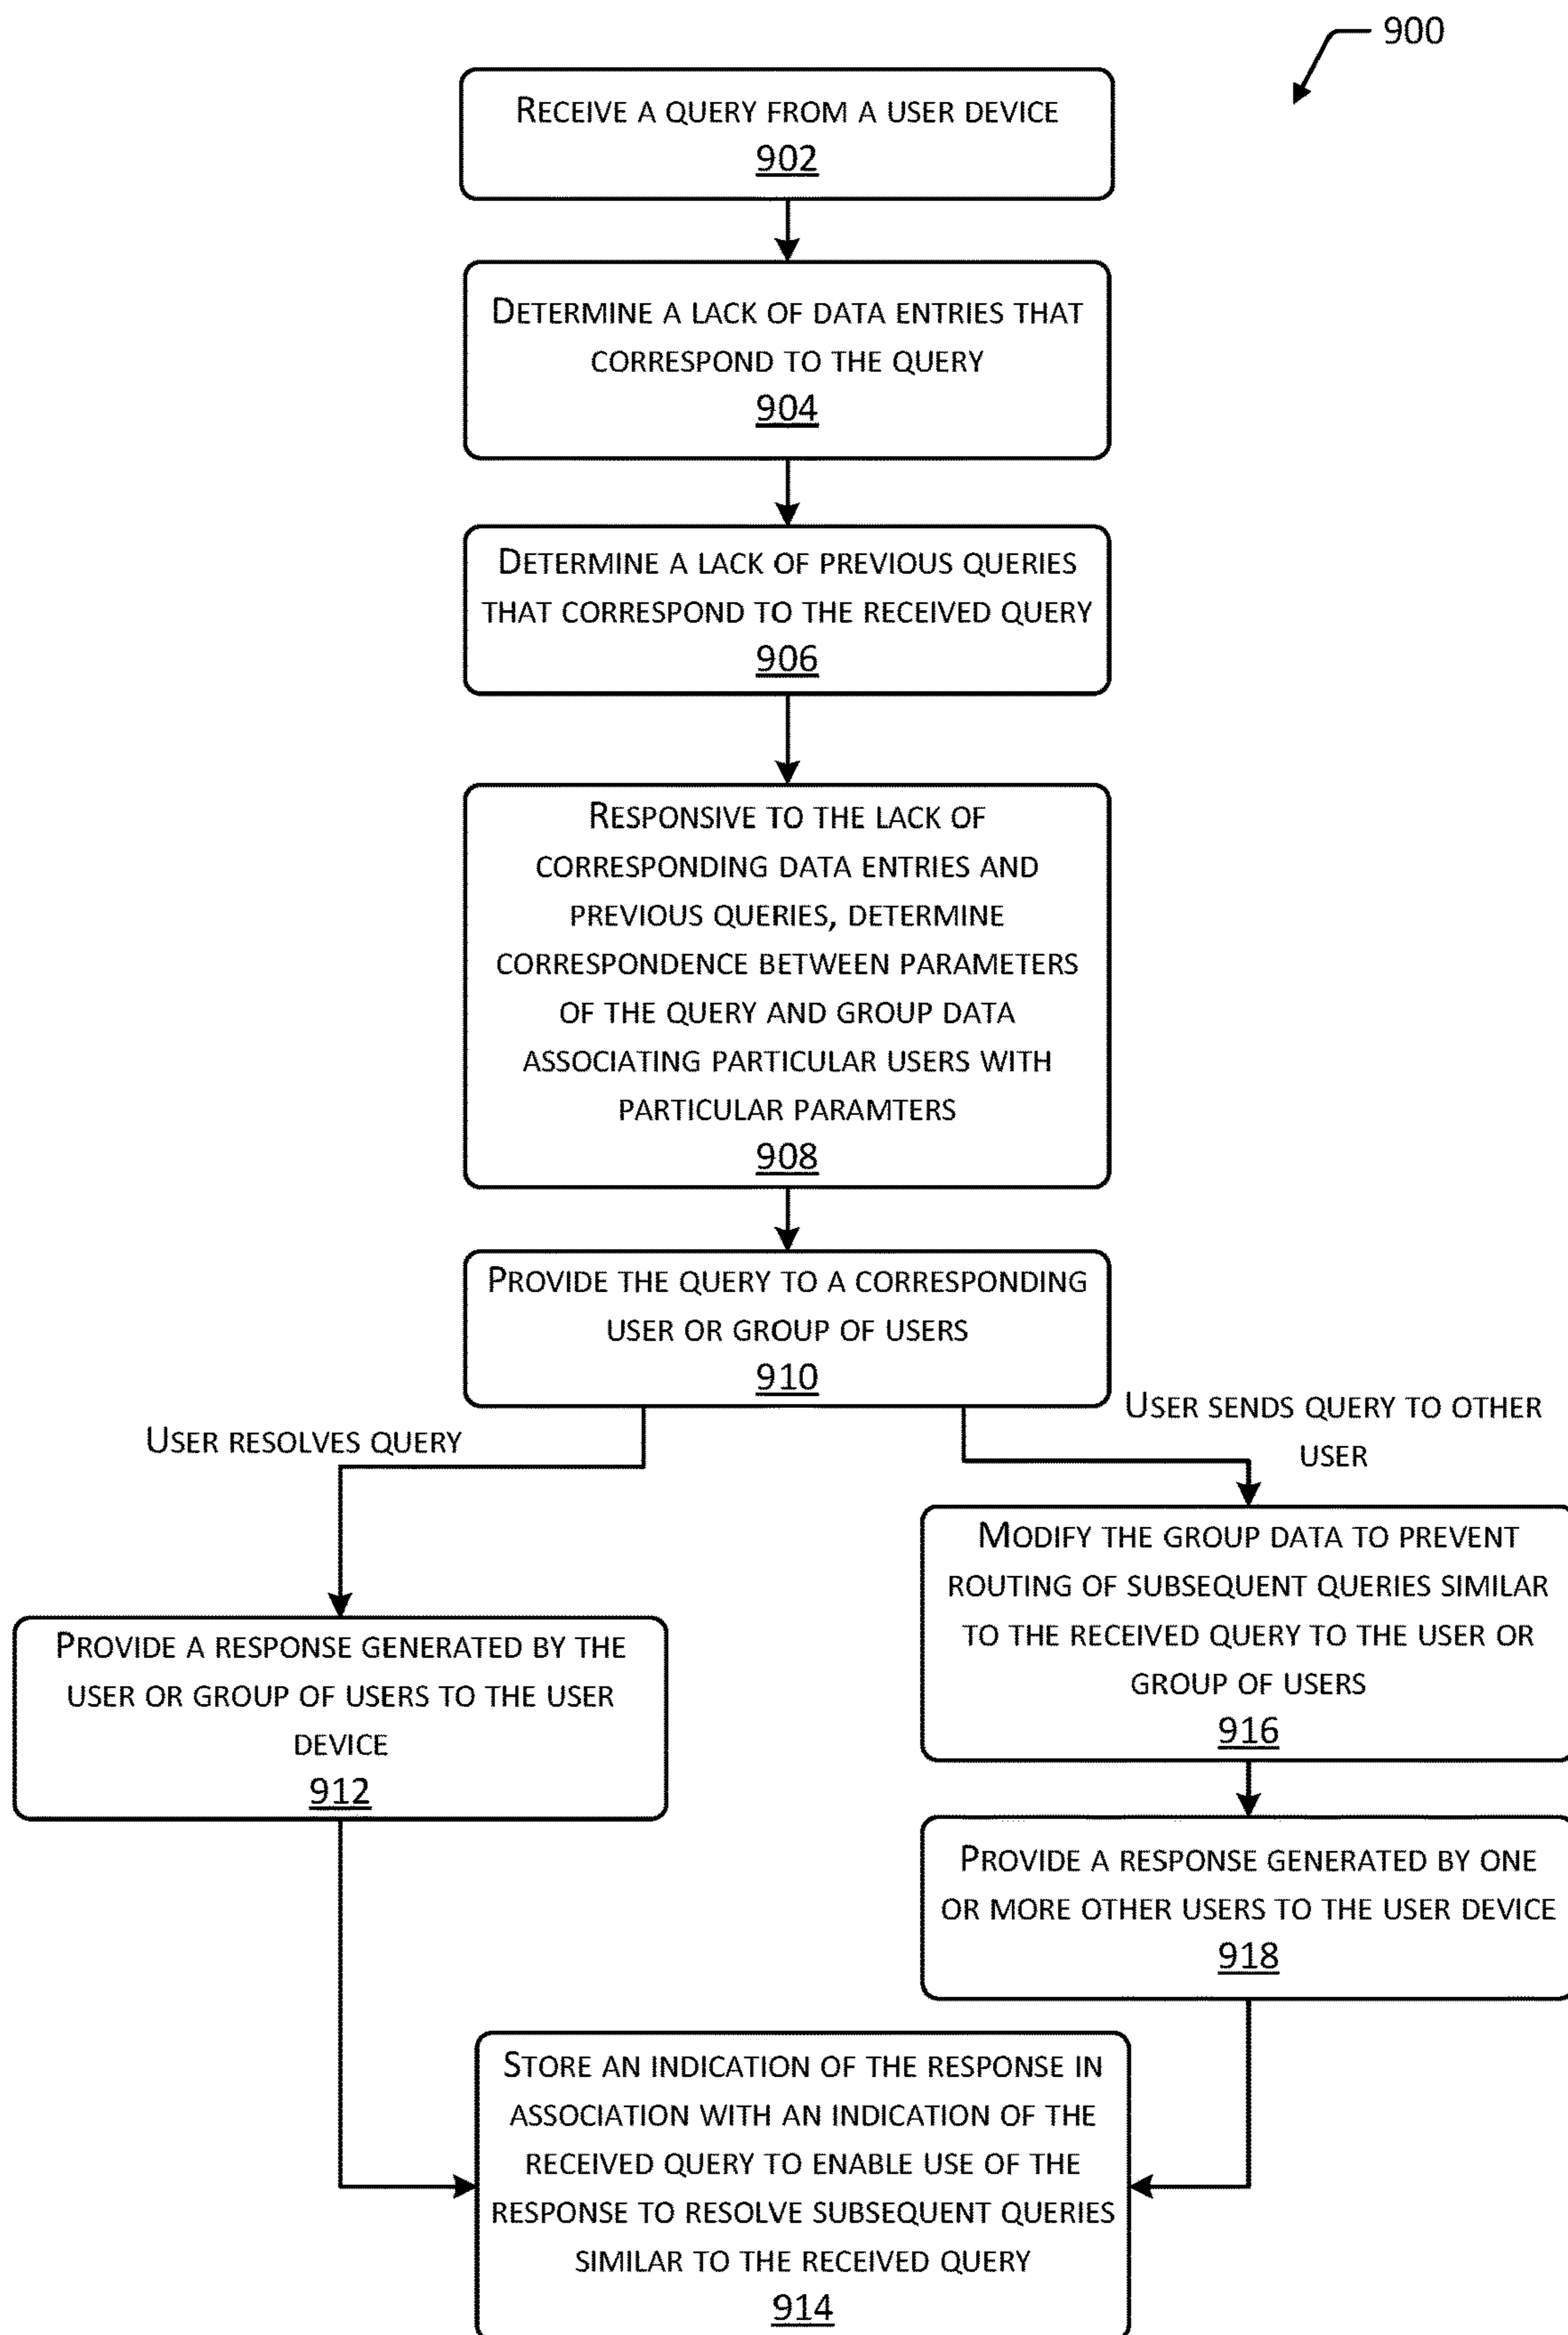 900
RECEIVE A QUERY FROM A USER DEVICE
902
DETERMINE A LACK OF DATA ENTRIES THAT
CORRESPOND TO THE QUERY
904
DETERMINE A LACK OF PREVIOUS QUERIES
THAT CORRESPOND TO THE RECEIVED QUERY
906
RESPONSIVE TO THE LACK OF
CORRESPONDING DATA ENTRIES AND
PREVIOUS QUERIES, DETERMINE
CORRESPONDENCE BETWEEN PARAMETERS
OF THE QUERY AND GROUP DATA
ASSOCIATING PARTICULAR USERS WITH
PARTICULAR PARAMTERS
908
PROVIDE THE QUERY TO A CORRESPONDING
USER OR GROUP OF USERS
910
USER RESOLVES QUERY
USER SENDS QUERY TO OTHER
USER
PROVIDE A RESPONSE GENERATED BY THE
USER OR GROUP OF USERS TO THE USER
DEVICE
912
MODIFY THE GROUP DATA TO PREVENT
ROUTING OF SUBSEQUENT QUERIES SIMILAR
TO THE RECEIVED QUERY TO THE USER OR
GROUP OF USERS
916
PROVIDE A RESPONSE GENERATED BY ONE
OR MORE OTHER USERS TO THE USER DEVICE
918
STORE AN INDICATION OF THE RESPONSE IN
ASSOCIATION WITH AN INDICATION OF THE
RECEIVED QUERY TO ENABLE USE OF THE
RESPONSE TO RESOLVE SUBSEQUENT QUERIES
SIMILAR TO THE RECEIVED QUERY
914